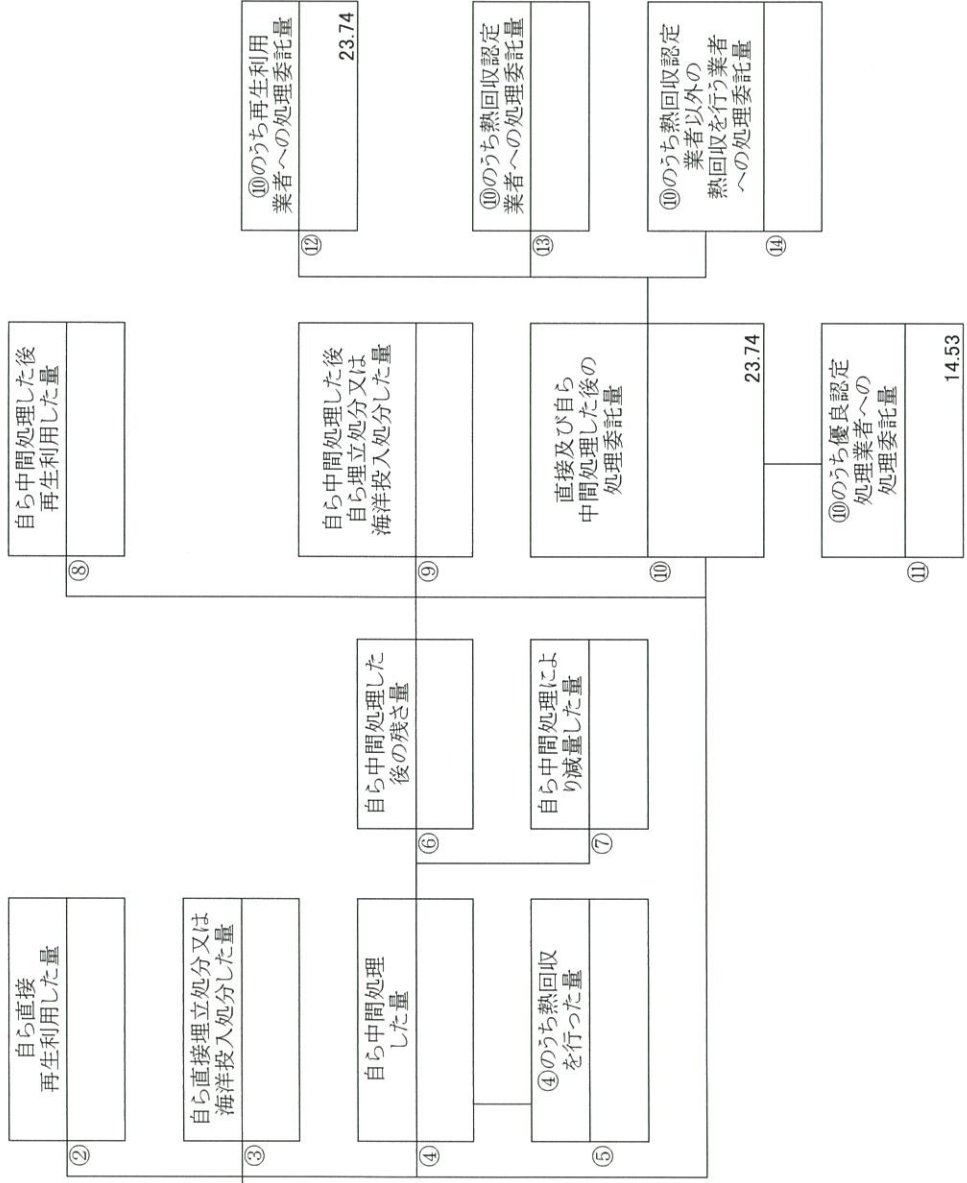 ②
自ら直接
再生利用した量
③
自ら直接埋立処分又は
海洋投入処分した量
④
自ら中間処理
した量
⑤
④のうち熱回収
を行った量
⑥
自ら中間処理した
後の残さ量
⑦
自ら中間処理によ
り減量した量
⑧
自ら中間処理した後
再生利用した量
⑨
自ら中間処理した後
自ら埋立処分又は
海洋投入処分した量
⑩
直接及び自ら
中間処理した後の
処理委託量
23.74
⑪
⑩のうち優良認定
処理業者への
処理委託量
14.53
⑫
⑩のうち再生利用
業者への処理委託量
23.74
⑬
⑩のうち熱回収認定
業者への処理委託量
⑭
⑩のうち熱回収認定
業者以外の
熱回収を行う業者
への処理委託量